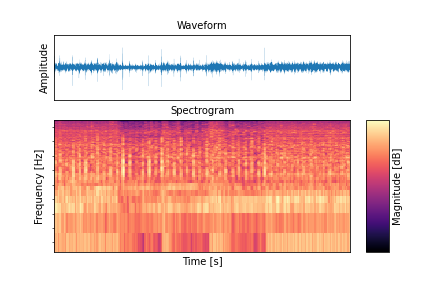 Waveform
Amplitude
Spectrogram
Frequency [Hz]
Magnitude [dB]
Time [s]